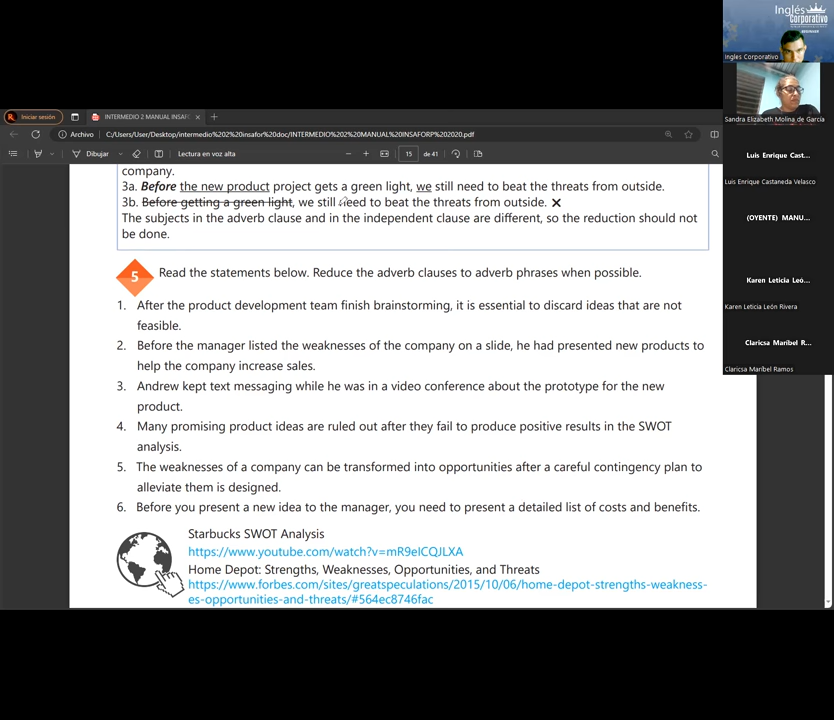 Inglés
Corporativo
BEGINNER
Ingles Corporativo
Sandra Elizabeth Molina de García
Luis Enrique Cast...
Luis Enrique Castaneda Velasco
(OYENTE) MANU...
Karen Leticia Leó...
Karen Leticia León Rivera
Claricsa Maribel R...
Claricsa Maribel Ramos
Iniciar sesión
INTERMEDIO 2 MANUAL INSAFOR
Archivo
C:/Users/User/Desktop/intermedio%202%20insafor%20doc/INTERMEDIO%202%20MANUAL%20INSAFORP%202020.pdf
Dibujar
Lectura en voz alta
15
de 41
company.
3a. Before the new product project gets a green light, we still need to beat the threats from outside.
3b. Before getting a green light, we still need to beat the threats from outside. ✕
The subjects in the adverb clause and in the independent clause are different, so the reduction should not
be done.
5
Read the statements below. Reduce the adverb clauses to adverb phrases when possible.
1. After the product development team finish brainstorming, it is essential to discard ideas that are not
feasible.
2. Before the manager listed the weaknesses of the company on a slide, he had presented new products to
help the company increase sales.
3. Andrew kept text messaging while he was in a video conference about the prototype for the new
product.
4. Many promising product ideas are ruled out after they fail to produce positive results in the SWOT
analysis.
5. The weaknesses of a company can be transformed into opportunities after a careful contingency plan to
alleviate them is designed.
6. Before you present a new idea to the manager, you need to present a detailed list of costs and benefits.
Starbucks SWOT Analysis
https://www.youtube.com/watch?v=mR9eICQJLXA
Home Depot: Strengths, Weaknesses, Opportunities, and Threats
https://www.forbes.com/sites/greatspeculations/2015/10/06/home-depot-strengths-weakness-
es-opportunities-and-threats/#564ec8746fac